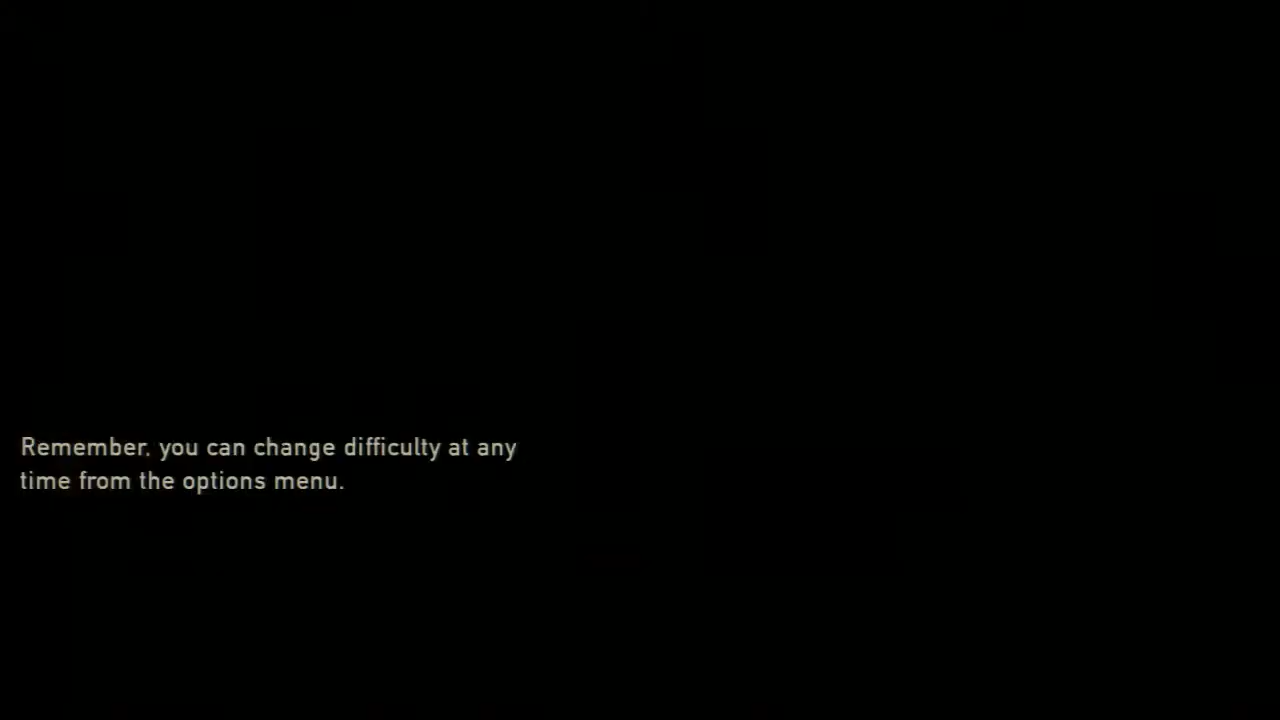 Remember, you can change difficulty at any
time from the options menu.